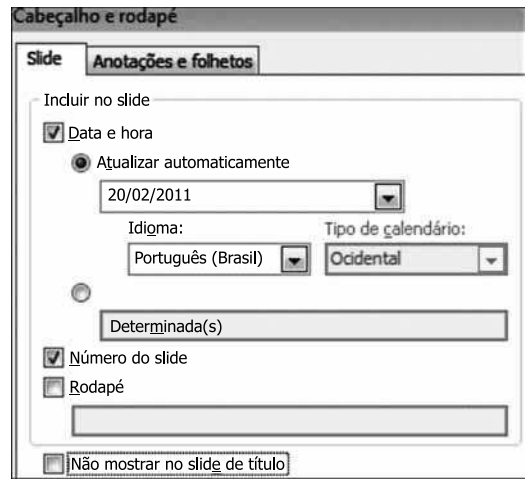 Cabeçalho e rodapé
Slide Anotações e folhetos
Incluir no slide
Data e hora
Atualizar automaticamente
20/02/2011
Idioma: Tipo de calendário:
Português (Brasil) Ocidental
Determinada(s)
Número do slide
Rodapé
Não mostrar no slide de título